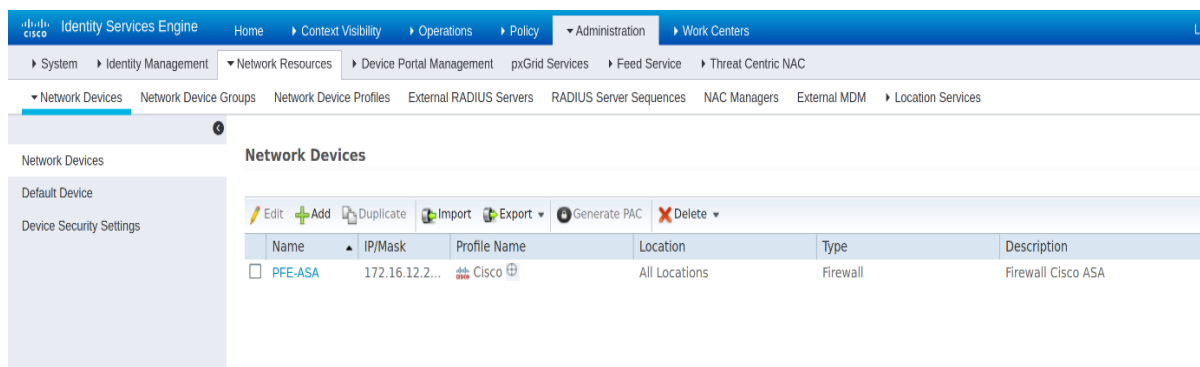 cisco Identity Services Engine Home Context Visibility Operations Policy Administration Work Centers
System Identity Management Network Resources Device Portal Management pxGrid Services Feed Service Threat Centric NAC
Network Devices Network Device Groups Network Device Profiles External RADIUS Servers RADIUS Server Sequences NAC Managers External MDM Location Services
Network Devices
Default Device
Device Security Settings
Network Devices
Edit Add Duplicate Import Export Generate PAC Delete
Name IP/Mask Profile Name Location Type Description
PFE-ASA 172.16.12.2... Cisco All Locations Firewall Firewall Cisco ASA